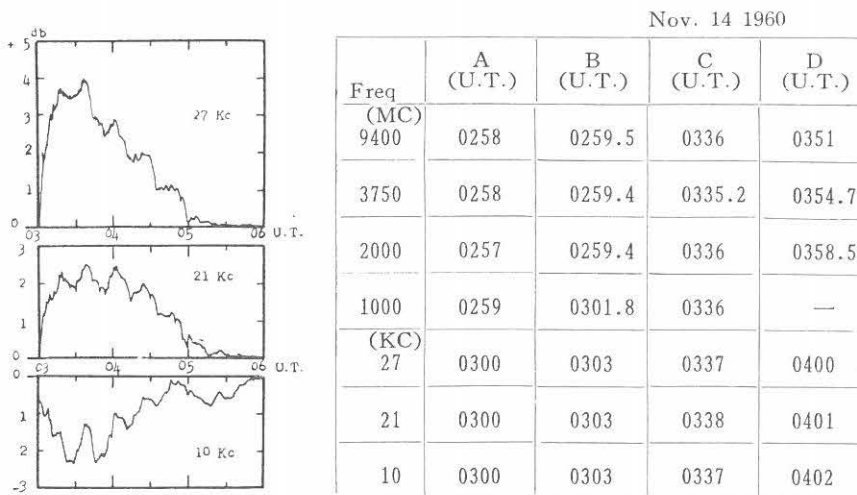 Nov. 14 1960
+ 5 db
4
3
2
1
0
27 Kc
03 04 05 06 U.T.
3
2
1
0
21 Kc
03 04 05 06 U.T.
0
1
2
-3
10 Kc
Freq A (U.T.) B (U.T.) C (U.T.) D (U.T.)
(MC)
9400 0258 0259.5 0336 0351
3750 0258 0259.4 0335.2 0354.7
2000 0257 0259.4 0336 0358.5
1000 0259 0301.8 0336 —
(KC)
27 0300 0303 0337 0400
21 0300 0303 0338 0401
10 0300 0303 0337 0402